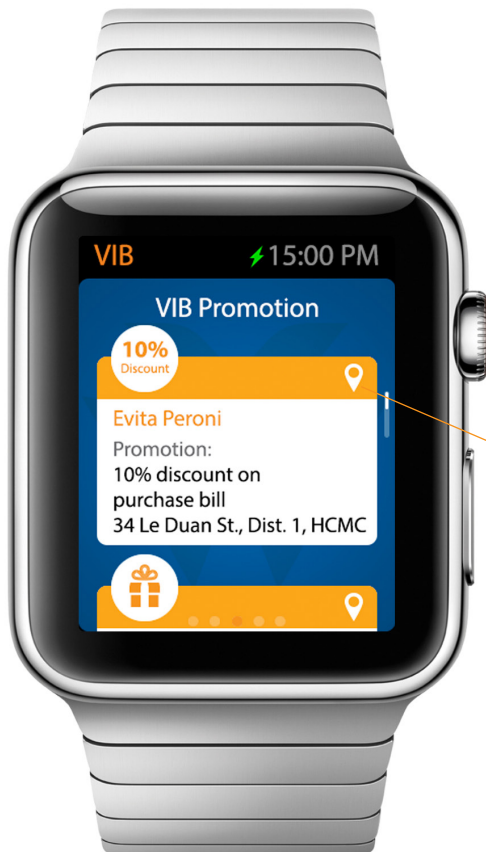 VIB
15:00 PM
VIB Promotion
10%
Discount
Evita Peroni
Promotion:
10% discount on
purchase bill
34 Le Duan St., Dist. 1, HCMC